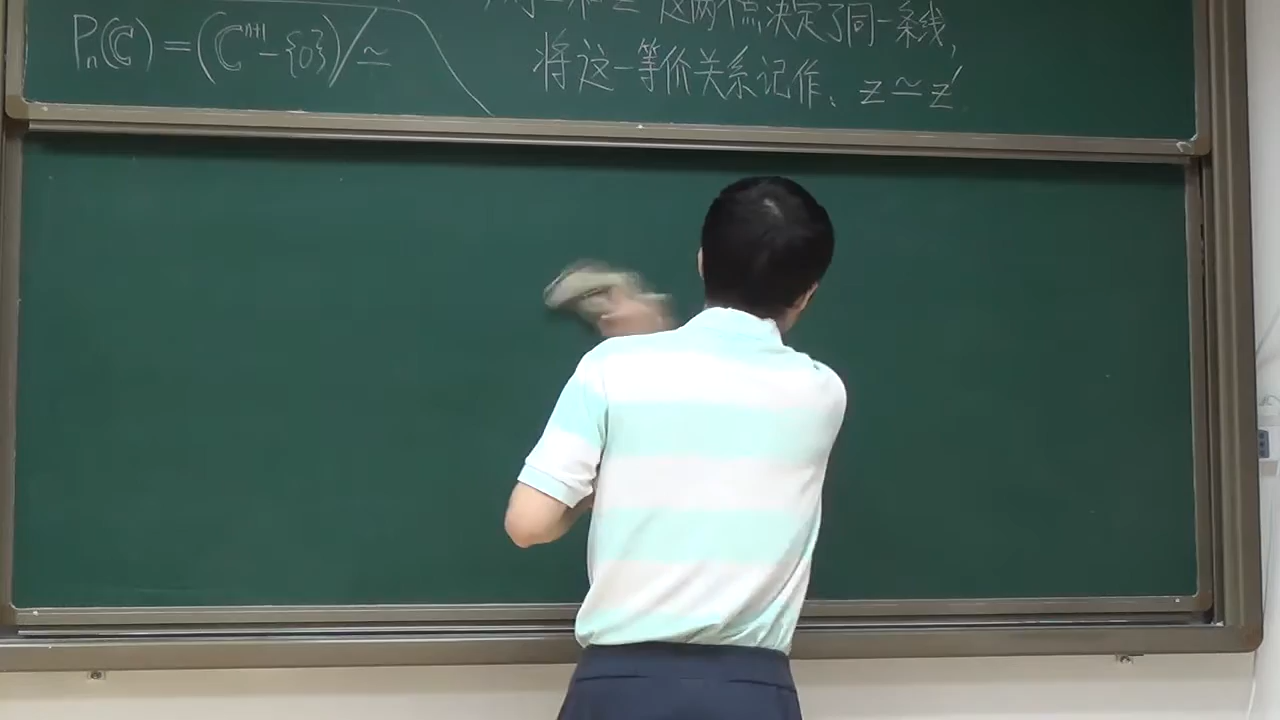 Pₙ(ℂ) = (ℂⁿ⁺¹ - {0}) / ≃
这两个点决定了同一条线,
将这一等价关系记作、z ≃ z′